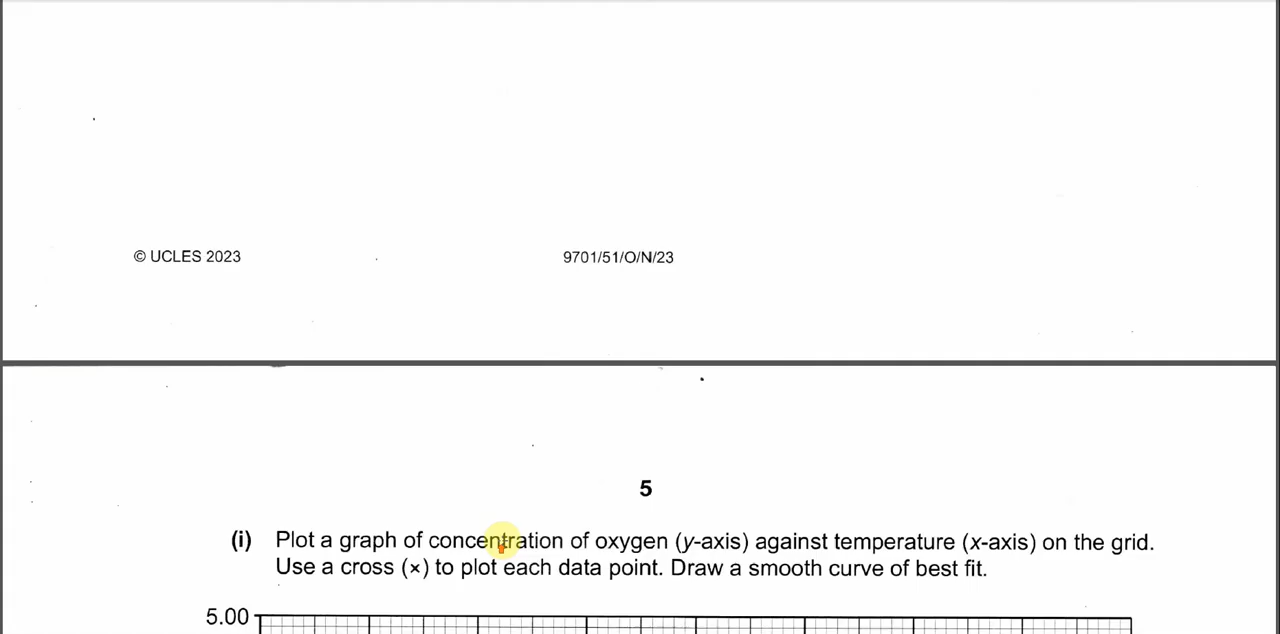 © UCLES 2023 9701/51/O/N/23
5
(i) Plot a graph of concentration of oxygen (y-axis) against temperature (x-axis) on the grid.
Use a cross (×) to plot each data point. Draw a smooth curve of best fit.
5.00